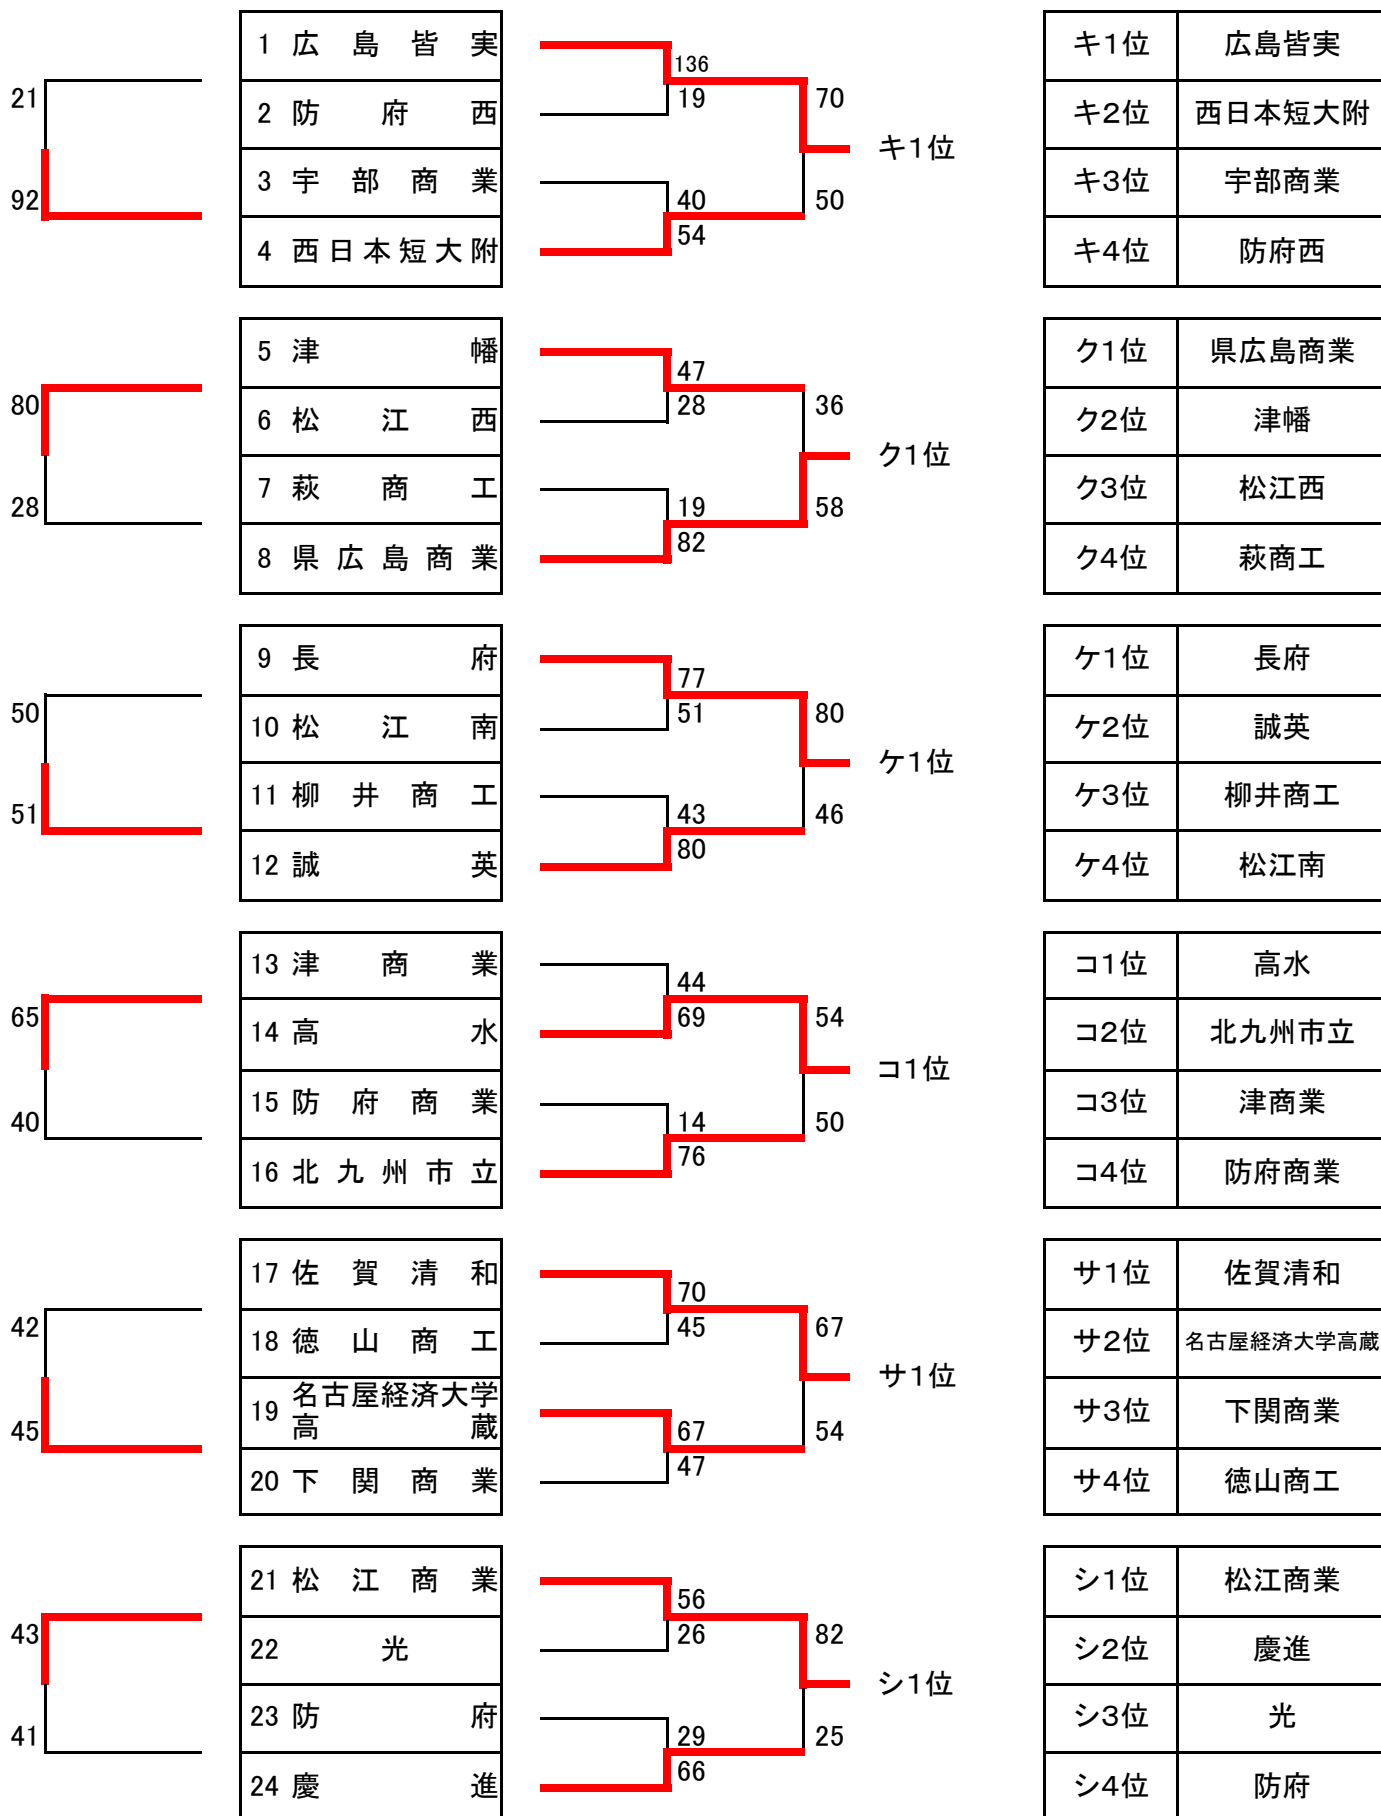 1 広島皆実
136
キ1位 広島皆実
21
19
70
2 防府西
キ2位 西日本短大附
キ1位
3 宇部商業
キ3位 宇部商業
92
40
50
54
4 西日本短大附
キ4位 防府西
5 津幡
47
ク1位 県広島商業
80
28
36
6 松江西
ク2位 津幡
ク1位
7 萩商工
ク3位 松江西
28
19
58
82
8 県広島商業
ク4位 萩商工
9 長府
77
ケ1位 長府
50
51
80
10 松江南
ケ2位 誠英
ケ1位
11 柳井商工
ケ3位 柳井商工
51
43
46
80
12 誠英
ケ4位 松江南
13 津商業
44
コ1位 高水
65
69
54
14 高水
コ2位 北九州市立
コ1位
15 防府商業
コ3位 津商業
40
14
50
76
16 北九州市立
コ4位 防府商業
17 佐賀清和
70
サ1位 佐賀清和
42
45
67
18 徳山商工
サ2位 名古屋経済大学高蔵
サ1位
19 名古屋経済大学
高蔵
サ3位 下関商業
45
67
54
47
20 下関商業
サ4位 徳山商工
21 松江商業
56
シ1位 松江商業
43
26
82
22 光
シ2位 慶進
シ1位
23 防府
シ3位 光
41
29
25
66
24 慶進
シ4位 防府